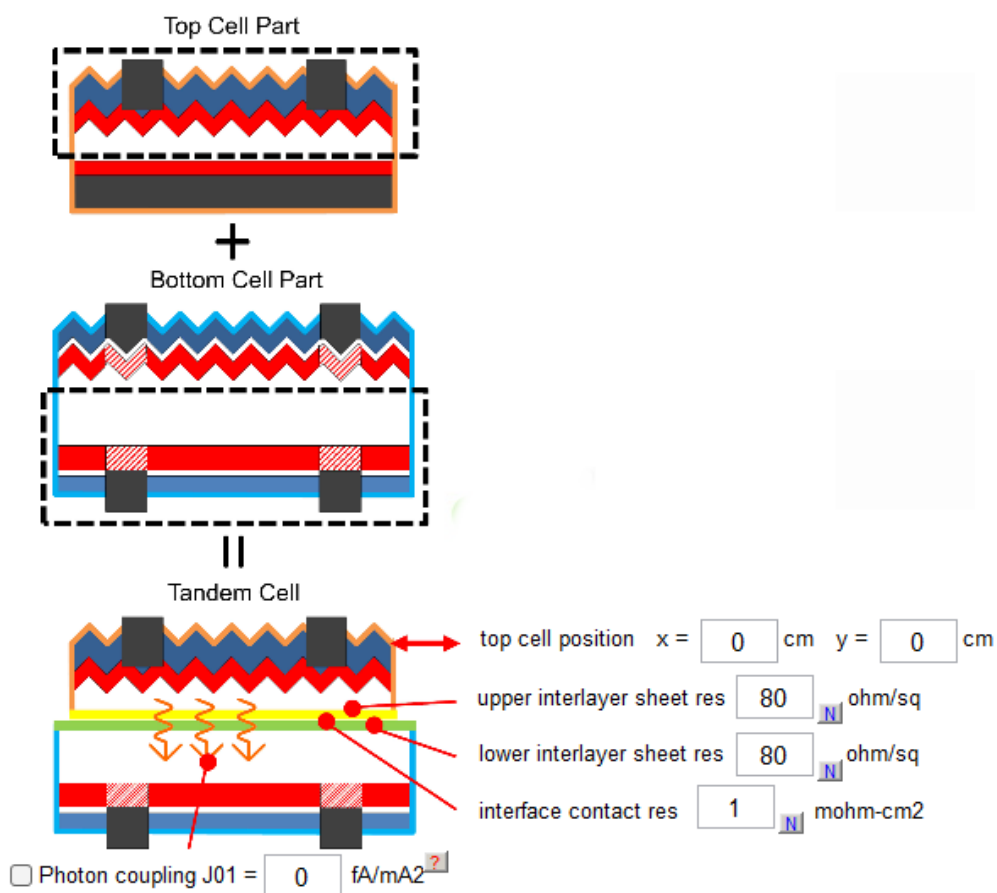 Top Cell Part
+
Bottom Cell Part
=
Tandem Cell
top cell position x = 0 cm y = 0 cm
upper interlayer sheet res 80 N ohm/sq
lower interlayer sheet res 80 N ohm/sq
interface contact res 1 N mohm-cm2
Photon coupling J01 = 0 fA/mA2 ?